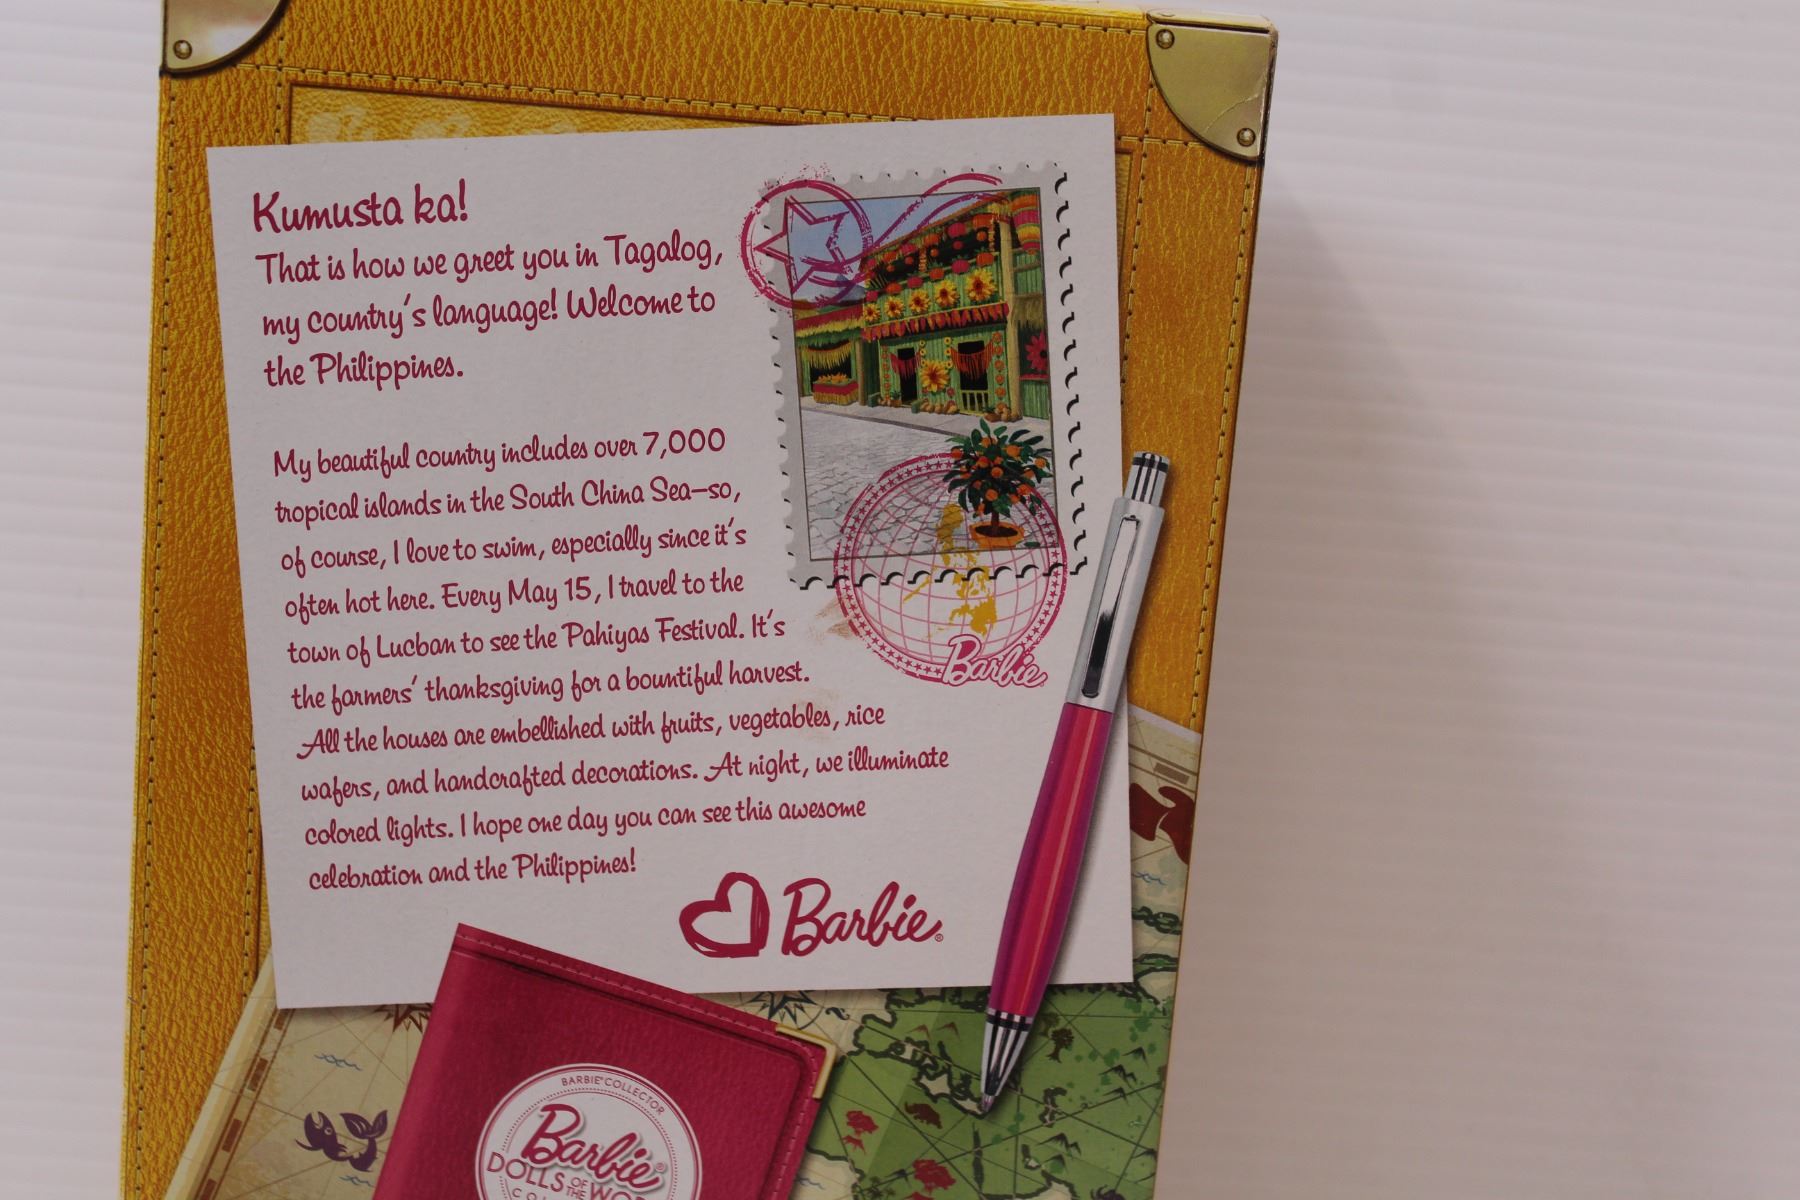 Kumusta ka!
That is how we greet you in Tagalog,
my country's language! Welcome to
the Philippines.
My beautiful country includes over 7,000
tropical islands in the South China Sea—so,
of course, I love to swim, especially since it's
often hot here. Every May 15, I travel to the
town of Lucban to see the Pahiyas Festival. It's
the farmers' thanksgiving for a bountiful harvest.
All the houses are embellished with fruits, vegetables, rice
wafers, and handcrafted decorations. At night, we illuminate
colored lights. I hope one day you can see this awesome
celebration and the Philippines!
Barbie®
Barbie®
BARBIE® COLLECTOR
Barbie®
DOLLS OF THE